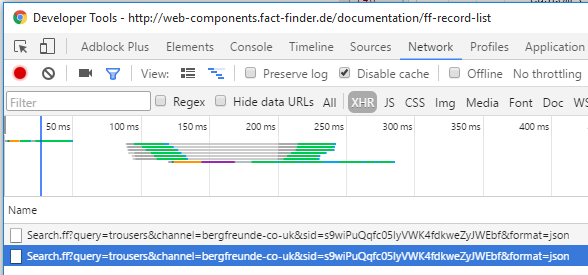 Developer Tools - http://web-components.fact-finder.de/documentation/ff-record-list
Adblock Plus Elements Console Sources Network Profiles Application
View: Preserve log Disable cache Offline No throttling
Filter Regex Hide data URLs All XHR JS CSS Img Media Font Doc WS
50 ms 100 ms 150 ms 200 ms 250 ms 300 ms 350 ms 400 ms
Name
Search.ff?query=trousers&channel=bergfreunde-co-uk&sid=s9wiPuQqfc05IyVWK4fdkweZyJWEbf&format=json
Search.ff?query=trousers&channel=bergfreunde-co-uk&sid=s9wiPuQqfc05IyVWK4fdkweZyJWEbf&format=json